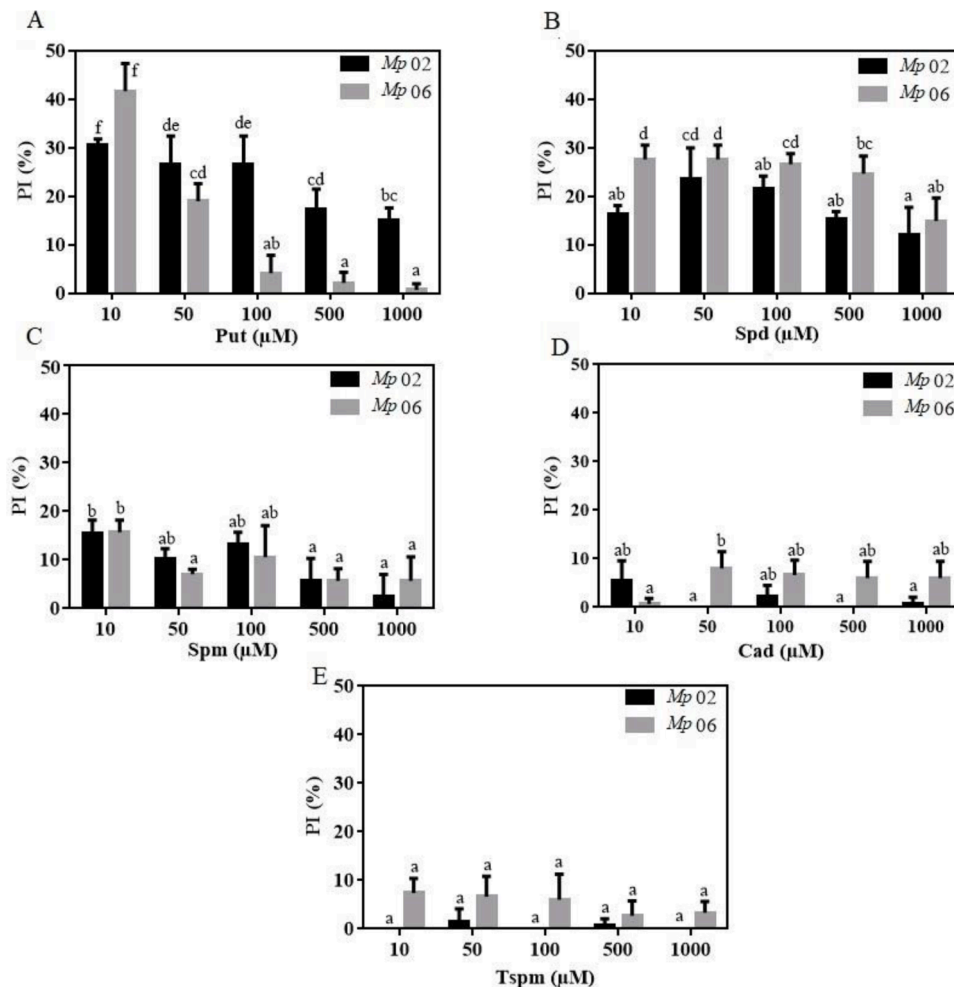 A
50
40
30
20
10
0
PI (%)
Mp 02
Mp 06
f f de cd de ab cd a bc a
10 50 100 500 1000
Put (µM)
B
50
40
30
20
10
0
PI (%)
Mp 02
Mp 06
ab d cd d ab cd ab bc a ab
10 50 100 500 1000
Spd (µM)
C
50
40
30
20
10
0
PI (%)
Mp 02
Mp 06
b b ab a ab ab a a a a
10 50 100 500 1000
Spm (µM)
D
50
40
30
20
10
0
PI (%)
Mp 02
Mp 06
ab a a b ab ab a ab a ab
10 50 100 500 1000
Cad (µM)
E
50
40
30
20
10
0
PI (%)
Mp 02
Mp 06
a a a a a a a a a a
10 50 100 500 1000
Tspm (µM)